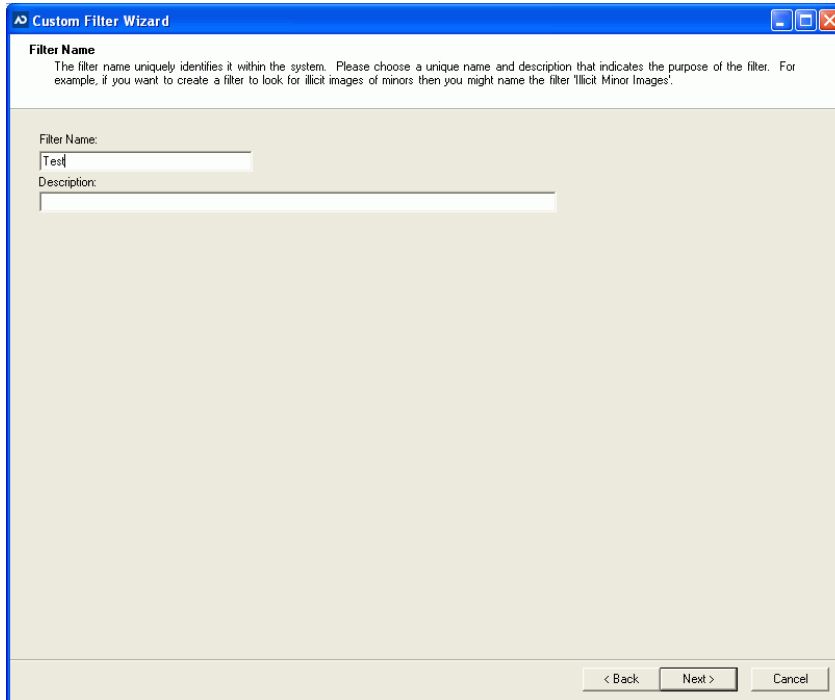 Custom Filter Wizard
Filter Name
The filter name uniquely identifies it within the system. Please choose a unique name and description that indicates the purpose of the filter. For
example, if you want to create a filter to look for illicit images of minors then you might name the filter 'Illicit Minor Images'.
Filter Name:
Test
Description:
< Back Next > Cancel